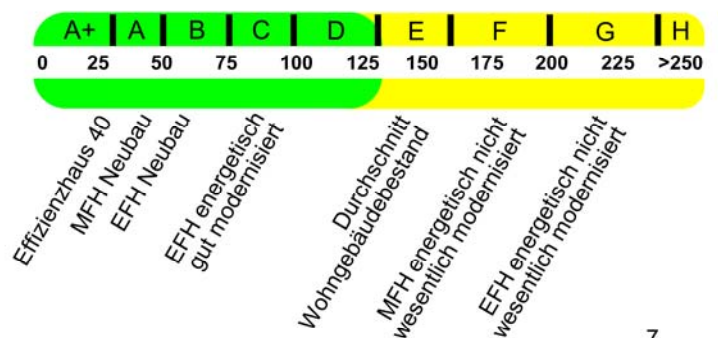 A+ A B C D E F G H
0 25 50 75 100 125 150 175 200 225 >250
Effizienzhaus 40
MFH Neubau
EFH Neubau
EFH energetisch
gut modernisiert
Durchschnitt
Wohngebäudebestand
MFH energetisch nicht
wesentlich modernisiert
EFH energetisch nicht
wesentlich modernisiert
7